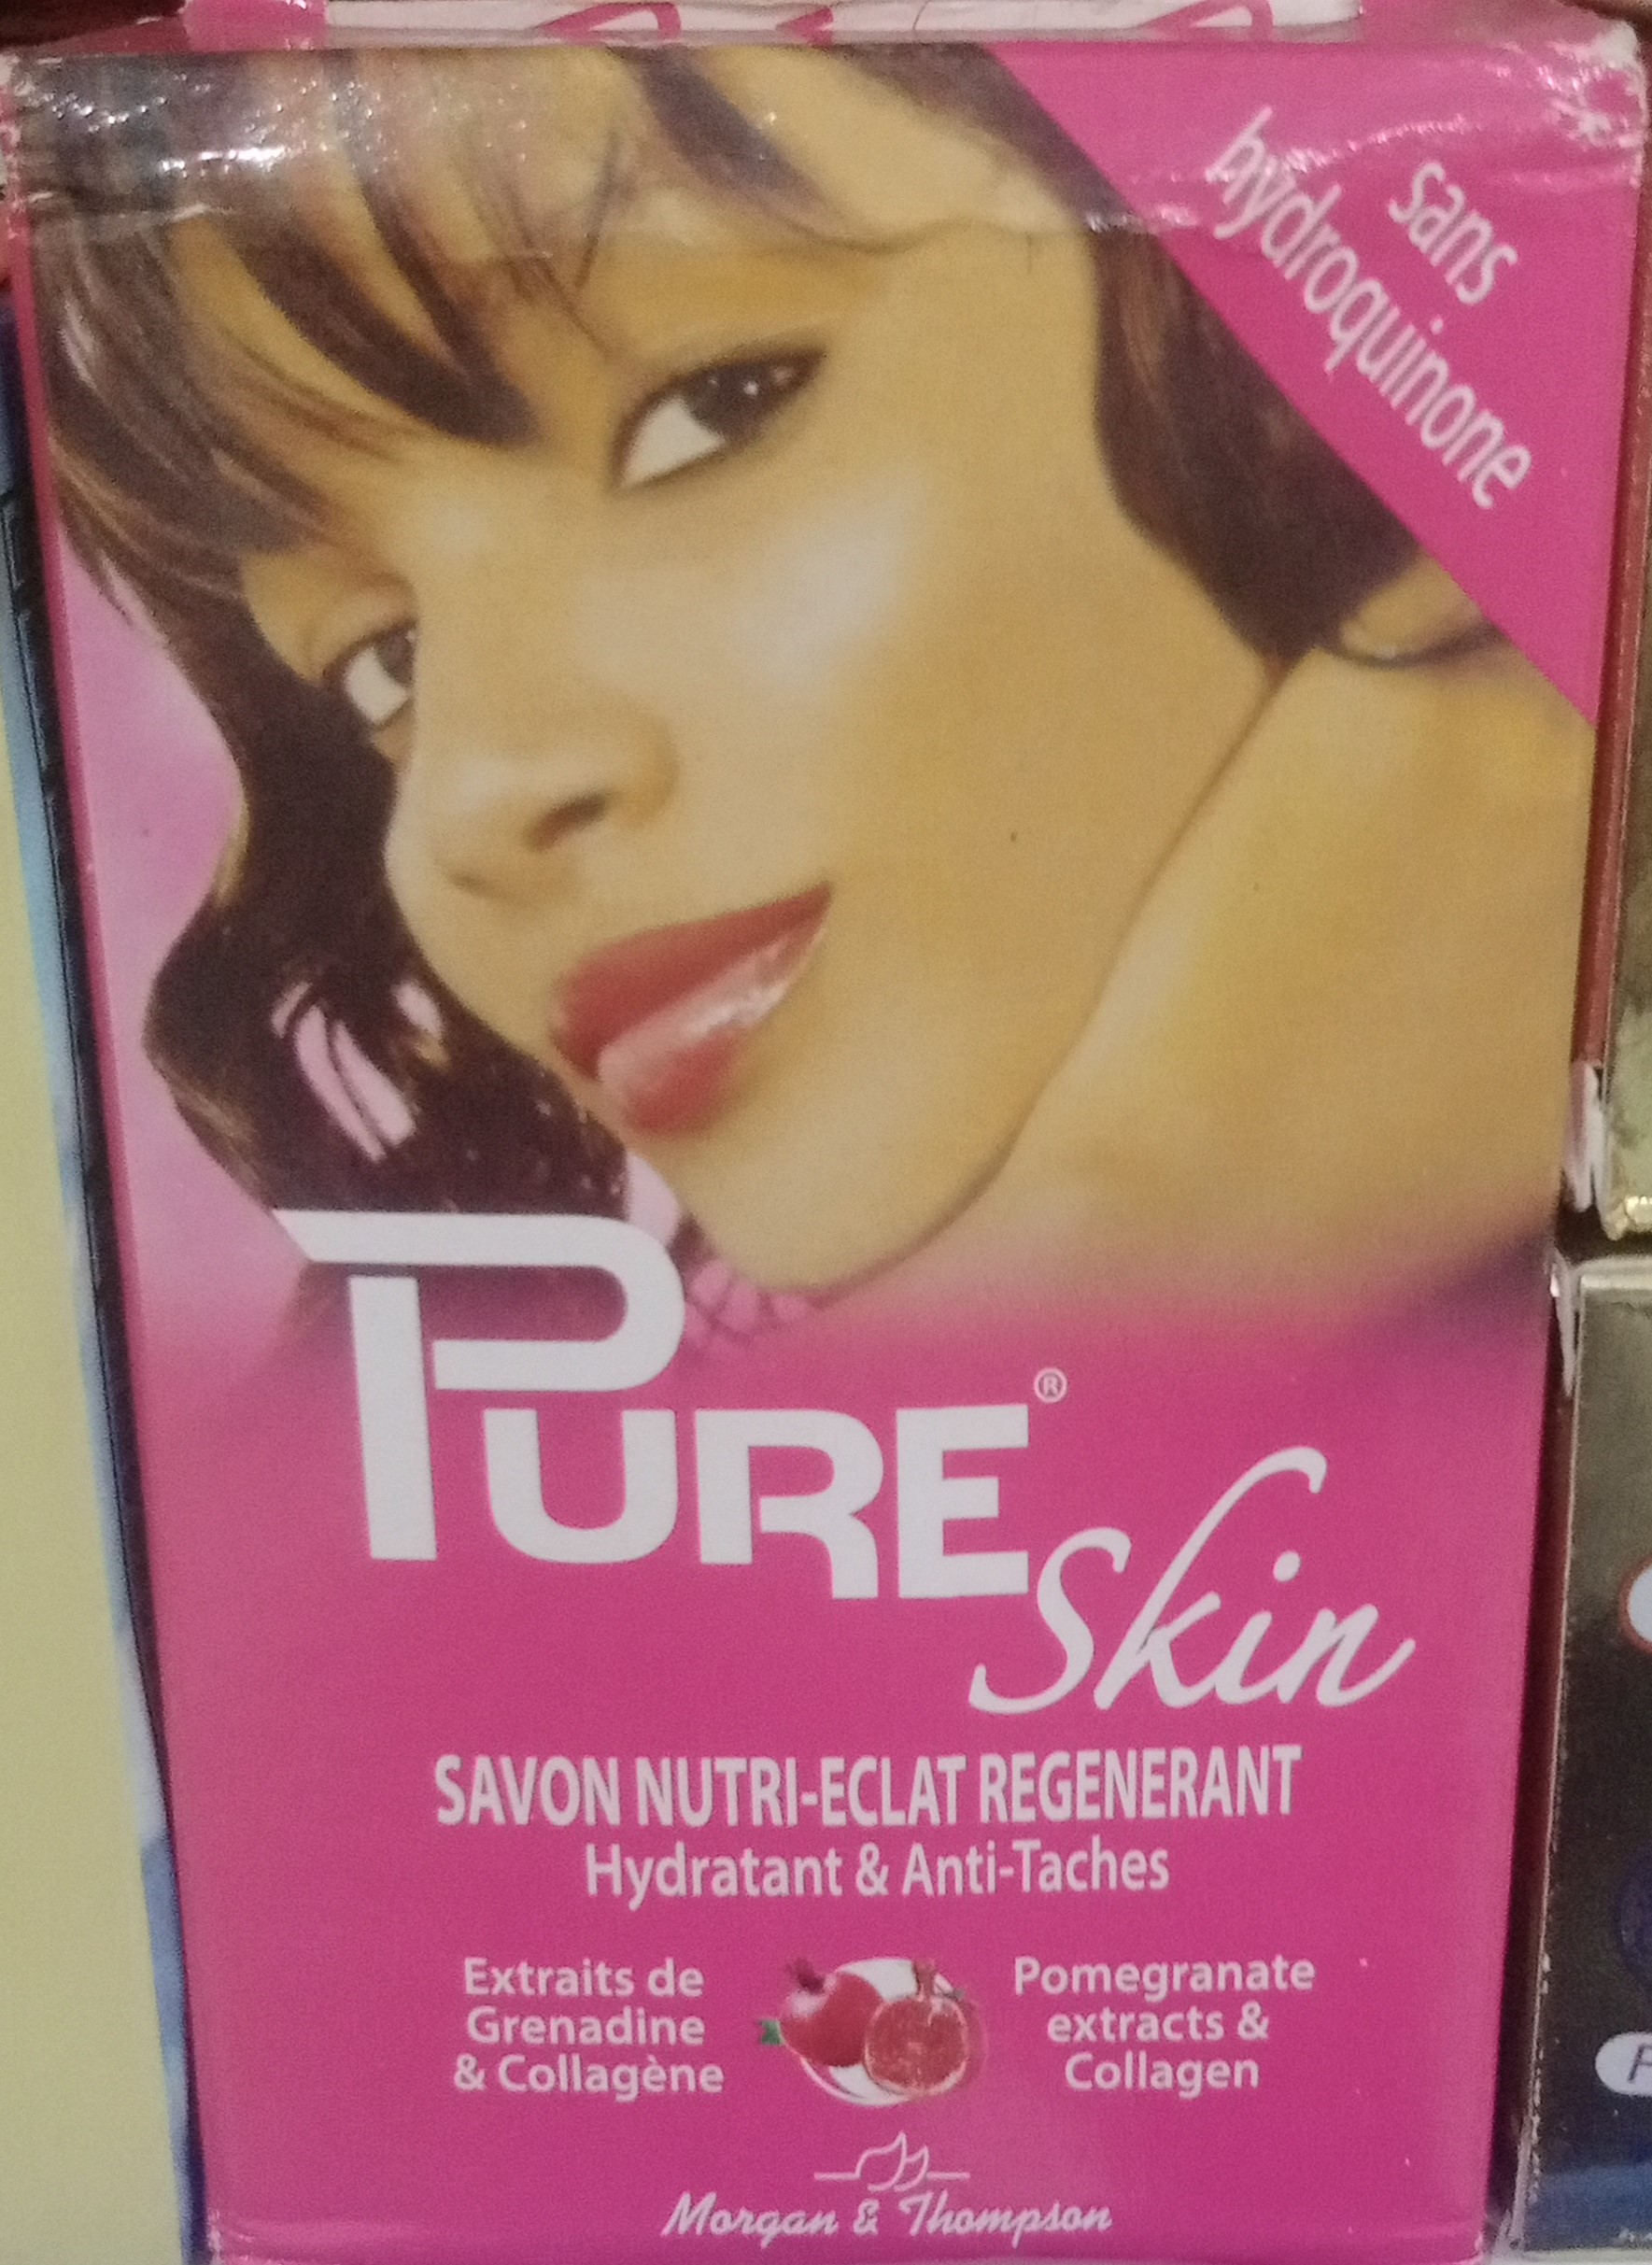 sans
hydroquinone
PURE®
Skin
SAVON NUTRI-ECLAT REGENERANT
Hydratant & Anti-Taches
Extraits de
Grenadine
& Collagène
Pomegranate
extracts &
Collagen
Morgan & Thompson